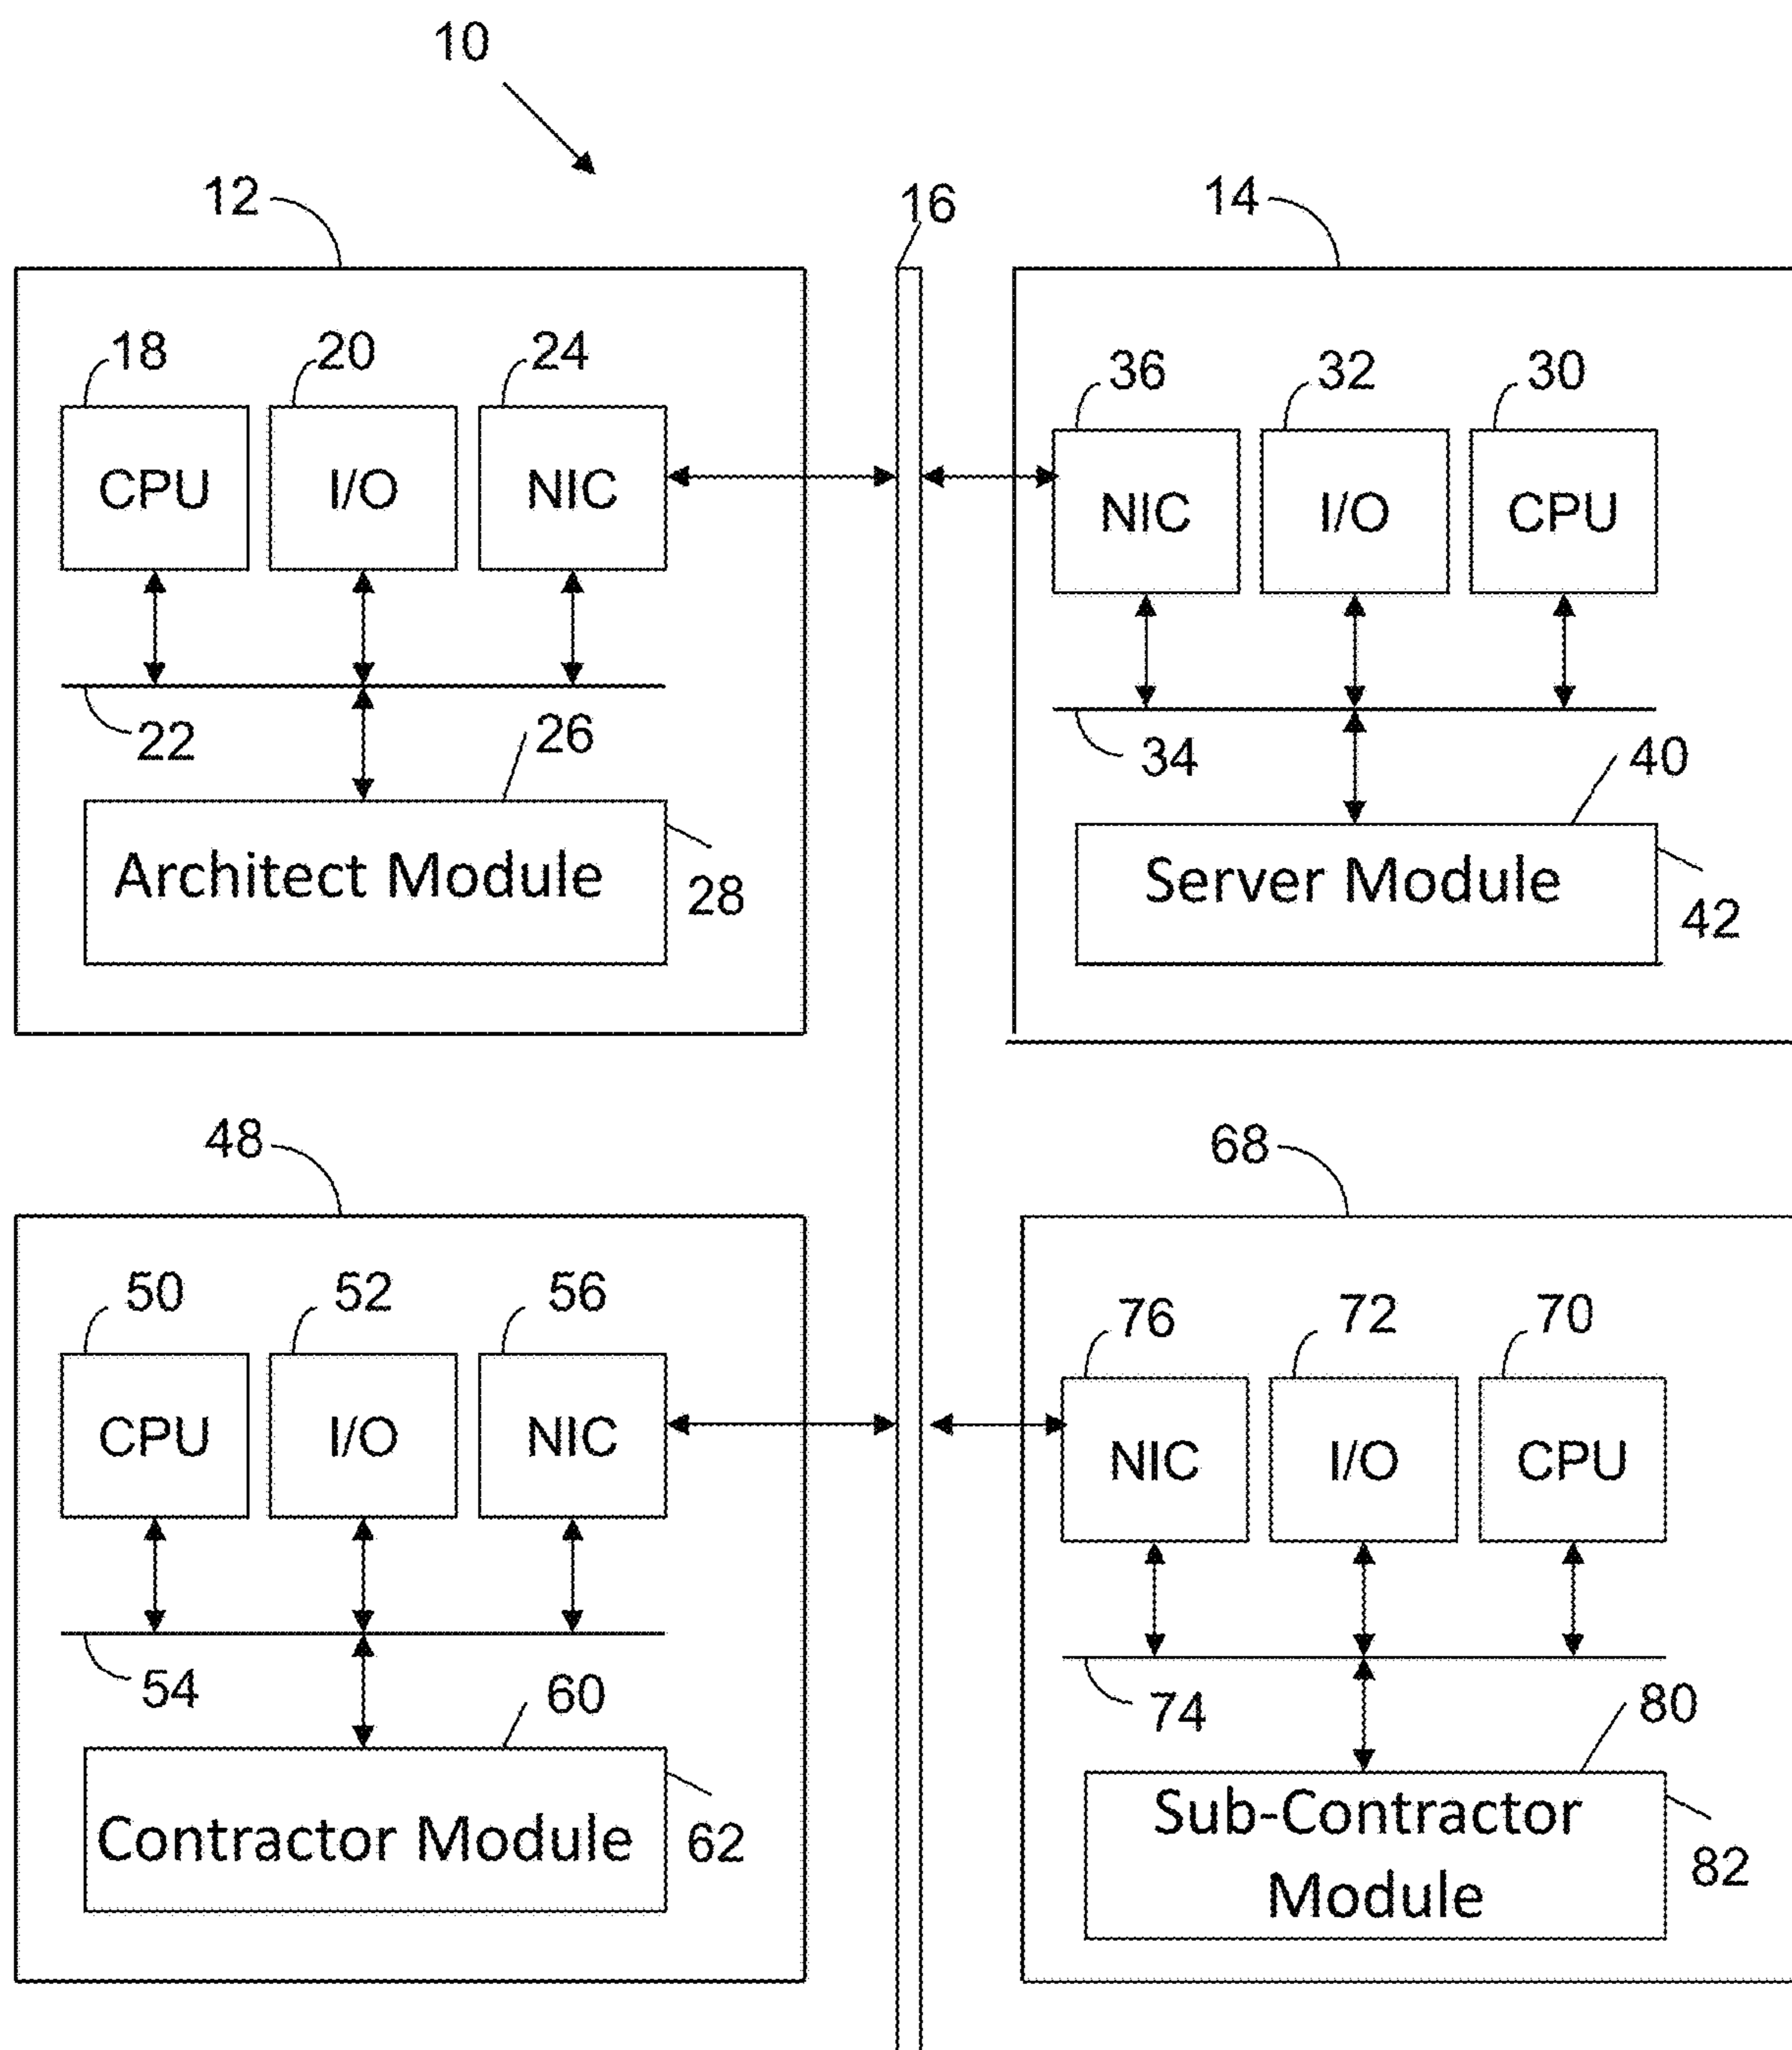 10
12
16
14
18
20
24
36
32
30
CPU
I/O
NIC
NIC
I/O
CPU
22
26
34
40
Architect Module
28
Server Module
42
48
68
50
52
56
76
72
70
CPU
I/O
NIC
NIC
I/O
CPU
54
60
74
80
Contractor Module
62
Sub-Contractor
Module
82